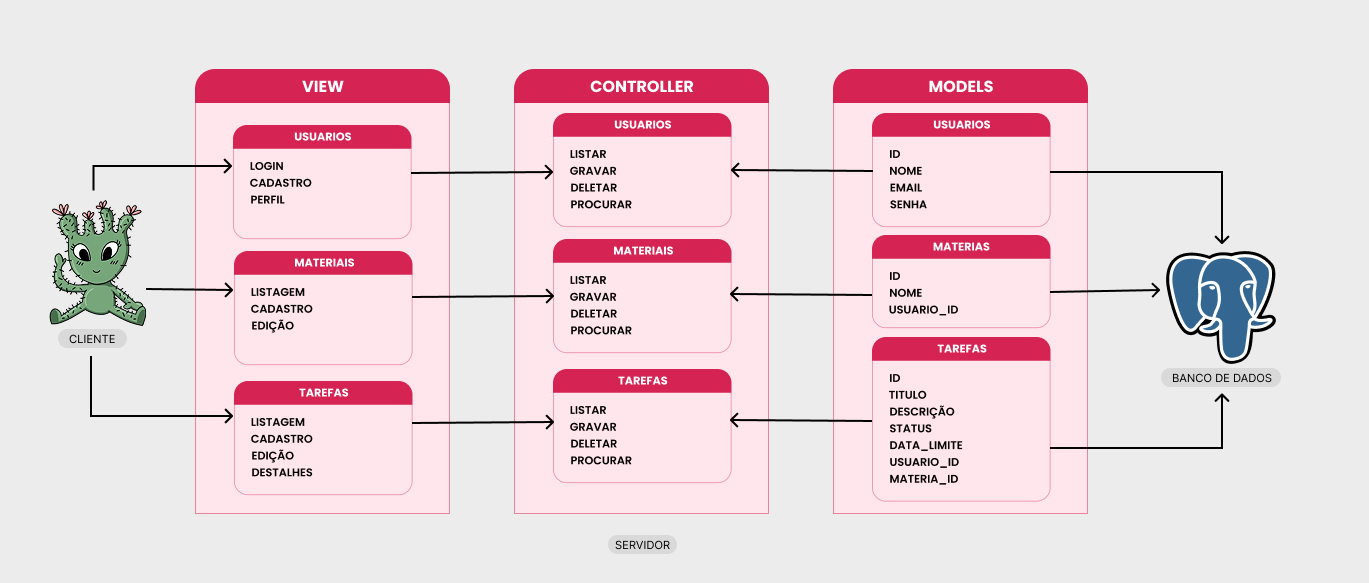 VIEW
USUARIOS
LOGIN
CADASTRO
PERFIL
MATERIAIS
LISTAGEM
CADASTRO
EDIÇÃO
TAREFAS
LISTAGEM
CADASTRO
EDIÇÃO
DESTALHES
CONTROLLER
USUARIOS
LISTAR
GRAVAR
DELETAR
PROCURAR
MATERIAIS
LISTAR
GRAVAR
DELETAR
PROCURAR
TAREFAS
LISTAR
GRAVAR
DELETAR
PROCURAR
MODELS
USUARIOS
ID
NOME
EMAIL
SENHA
MATERIAS
ID
NOME
USUARIO_ID
TAREFAS
ID
TITULO
DESCRIÇÃO
STATUS
DATA_LIMITE
USUARIO_ID
MATERIA_ID
CLIENTE
BANCO DE DADOS
SERVIDOR